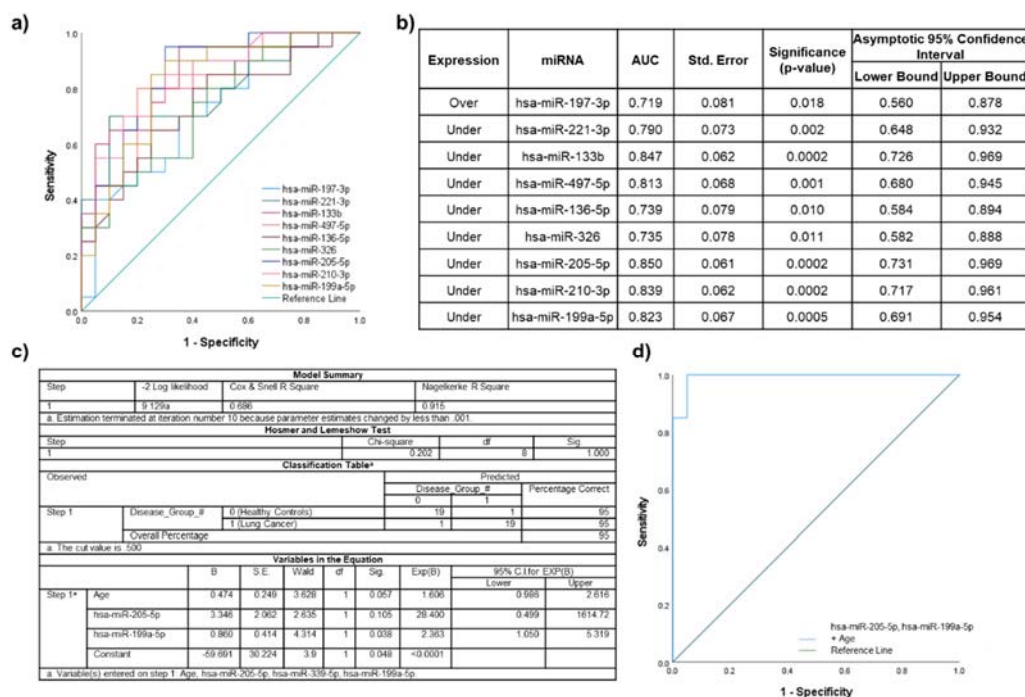 a)
1.0
0.8
0.6
0.4
0.2
0.0
Sensitivity
hsa-miR-197-3p
hsa-miR-221-3p
hsa-miR-133b
hsa-miR-497-5p
hsa-miR-136-5p
hsa-miR-326
hsa-miR-205-5p
hsa-miR-210-3p
hsa-miR-199a-5p
Reference Line
0.0 0.2 0.4 0.6 0.8 1.0
1 - Specificity
b)
Expression miRNA AUC Std. Error Significance (p-value) Asymptotic 95% Confidence Interval
Lower Bound Upper Bound
Over hsa-miR-197-3p 0.719 0.081 0.018 0.560 0.878
Under hsa-miR-221-3p 0.790 0.073 0.002 0.648 0.932
Under hsa-miR-133b 0.847 0.062 0.0002 0.726 0.969
Under hsa-miR-497-5p 0.813 0.068 0.001 0.680 0.945
Under hsa-miR-136-5p 0.739 0.079 0.010 0.584 0.894
Under hsa-miR-326 0.735 0.078 0.011 0.582 0.888
Under hsa-miR-205-5p 0.850 0.061 0.0002 0.731 0.969
Under hsa-miR-210-3p 0.839 0.062 0.0002 0.717 0.961
Under hsa-miR-199a-5p 0.823 0.067 0.0005 0.691 0.954
c)
Model Summary
Step -2 Log likelihood Cox & Snell R Square Nagelkerke R Square
1 9.129a 0.686 0.915
a. Estimation terminated at iteration number 10 because parameter estimates changed by less than .001.
Hosmer and Lemeshow Test
Step Chi-square df Sig.
1 0.202 8 1.000
Classification Tableᵃ
Observed Predicted
Disease_Group_# Percentage Correct
0 1
Step 1 Disease_Group_# 0 (Healthy Controls) 19 1 95
1 (Lung Cancer) 1 19 95
Overall Percentage 95
a. The cut value is .500
Variables in the Equation
B S.E. Wald df Sig. Exp(B) 95% C.I.for EXP(B)
Lower Upper
Step 1ᵃ Age 0.474 0.249 3.628 1 0.057 1.606 0.986 2.616
hsa-miR-205-5p 3.346 2.062 2.635 1 0.105 28.400 0.499 1614.72
hsa-miR-199a-5p 0.860 0.414 4.314 1 0.038 2.363 1.050 5.319
Constant -59.691 30.224 3.9 1 0.048 <0.0001
a. Variable(s) entered on step 1: Age, hsa-miR-205-5p, hsa-miR-339-5p, hsa-miR-199a-5p.
d)
1.0
0.8
0.6
0.4
0.2
0.0
Sensitivity
hsa-miR-205-5p, hsa-miR-199a-5p
+ Age
Reference Line
0.0 0.2 0.4 0.6 0.8 1.0
1 - Specificity